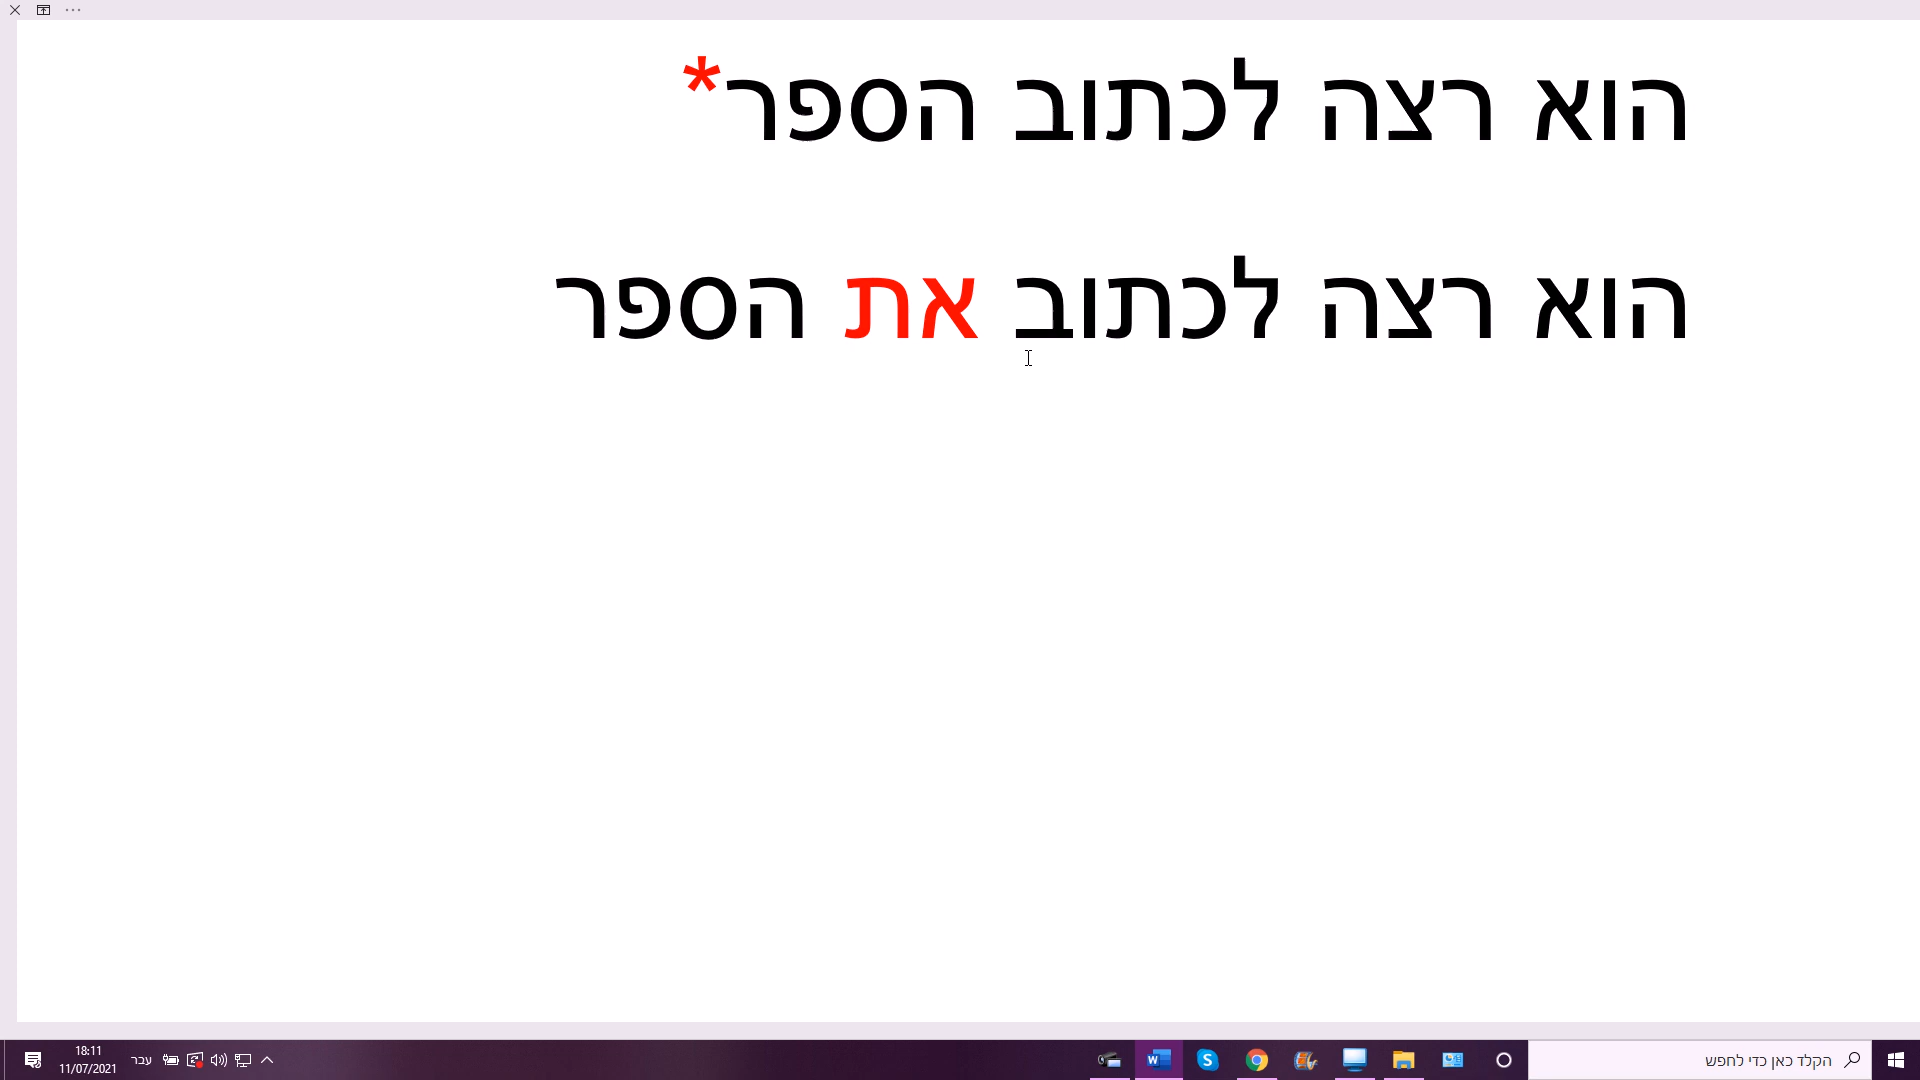 הוא רצה לכתוב הספר*
הוא רצה לכתוב את הספר
הקלד כאן כדי לחפש
עבר
18:11
11/07/2021